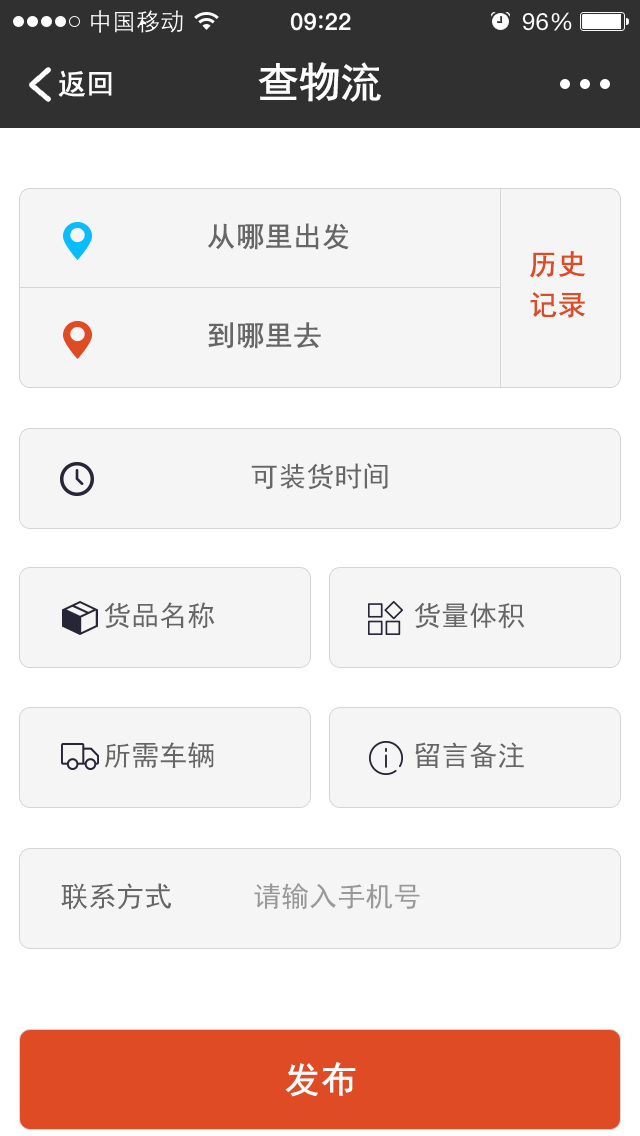 中国移动 09:22 96%
返回 查物流
从哪里出发
到哪里去
历史
记录
可装货时间
货品名称 货量体积
所需车辆 留言备注
联系方式 请输入手机号
发布